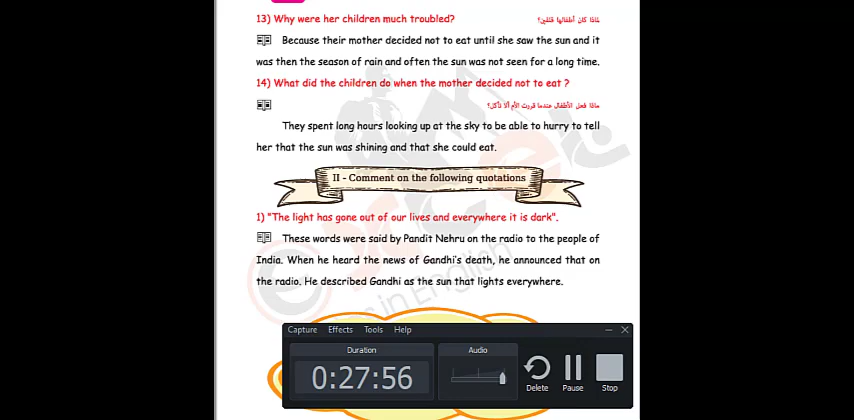 13) Why were her children much troubled? لماذا كان أطفالها قلقين؟
Because their mother decided not to eat until she saw the sun and it
was then the season of rain and often the sun was not seen for a long time.
14) What did the children do when the mother decided not to eat ?
ماذا فعل الأطفال عندما قررت الأم ألا تأكل؟
They spent long hours looking up at the sky to be able to hurry to tell
her that the sun was shining and that she could eat.
II - Comment on the following quotations
1) "The light has gone out of our lives and everywhere it is dark".
These words were said by Pandit Nehru on the radio to the people of
India. When he heard the news of Gandhi's death, he announced that on
the radio. He described Gandhi as the sun that lights everywhere.
in English
Capture Effects Tools Help
Duration Audio
0:27:56
Delete Pause Stop